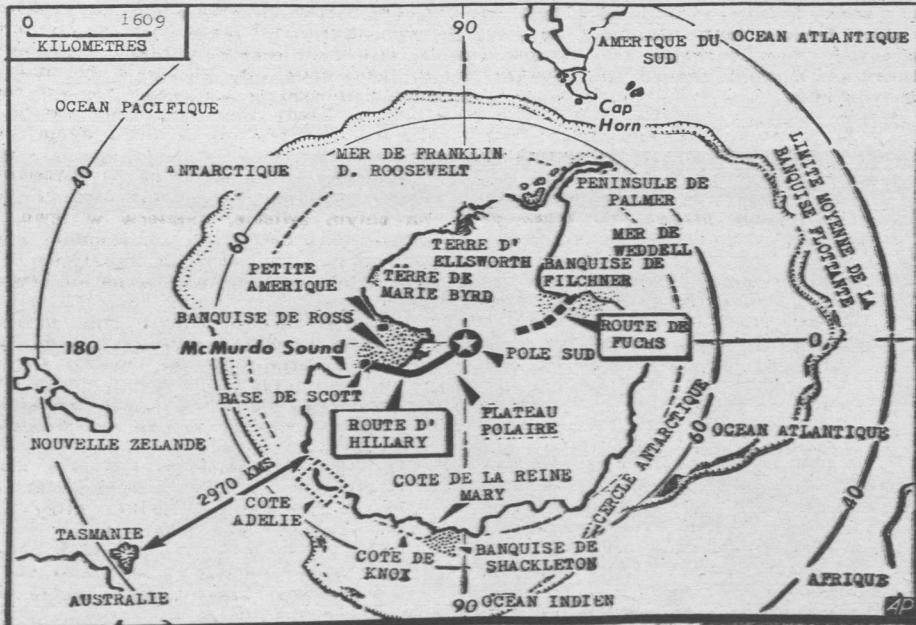 0 1609
KILOMETRES
90
AMERIQUE DU
SUD
OCEAN ATLANTIQUE
OCEAN PACIFIQUE
Cap
Horn
40
ANTARCTIQUE
MER DE FRANKLIN
D. ROOSEVELT
PENINSULE DE
PALMER
LIMITE MOYENNE DE LA
BANQUISE FLOTTANTE
60
TERRE D'
ELLSWORTH
MER DE
WEDDELL
PETITE
AMERIQUE
TERRE DE
MARIE BYRD
BANQUISE DE
FILCHNER
BANQUISE DE ROSS
ROUTE DE
FUCHS
180
McMurdo Sound
POLE SUD
0
BASE DE SCOTT
ROUTE D'
HILLARY
PLATEAU
POLAIRE
NOUVELLE ZELANDE
OCEAN ATLANTIQUE
60
CERCLE ANTARCTIQUE
2970 KMS
COTE DE LA REINE
MARY
COTE
ADELIE
40
TASMANIE
COTE DE
KNOX
BANQUISE DE
SHACKLETON
AUSTRALIE
90
OCEAN INDIEN
AFRIQUE
AP